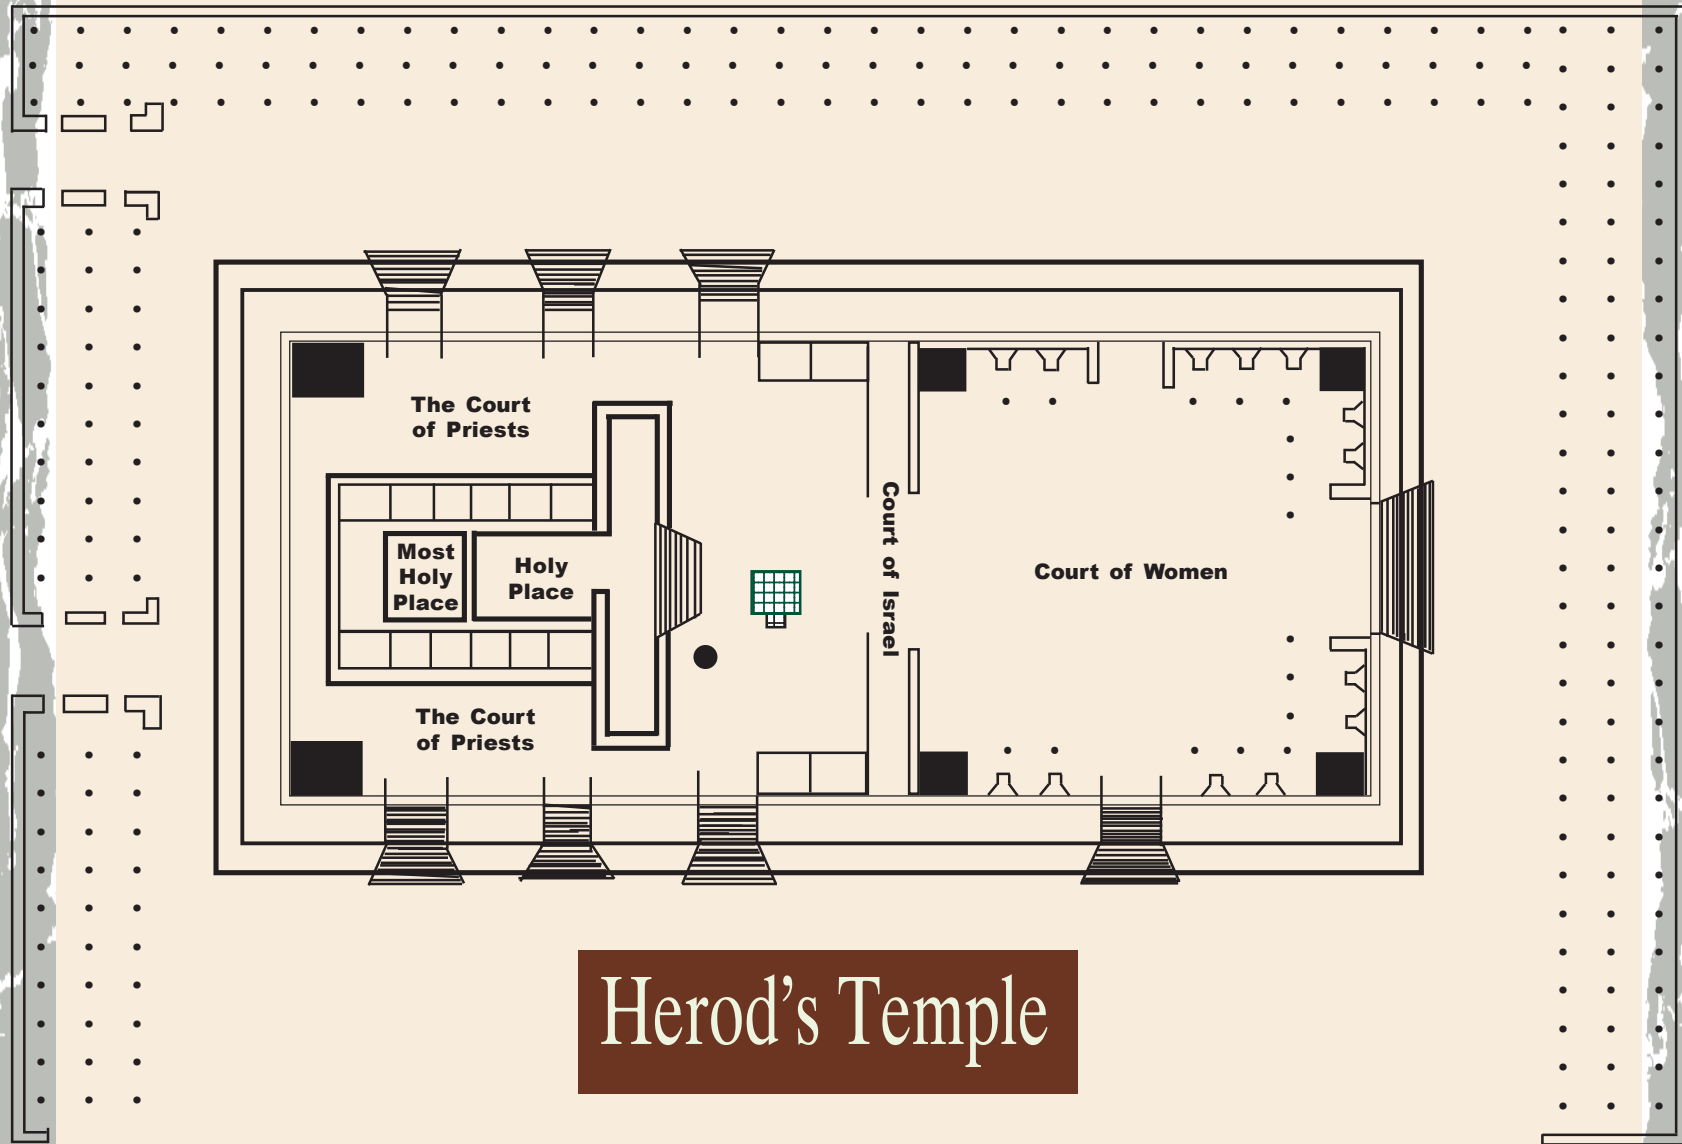 The Court
of Priests
Most
Holy
Place
Holy
Place
Court of Israel
Court of Women
The Court
of Priests
Herod’s Temple